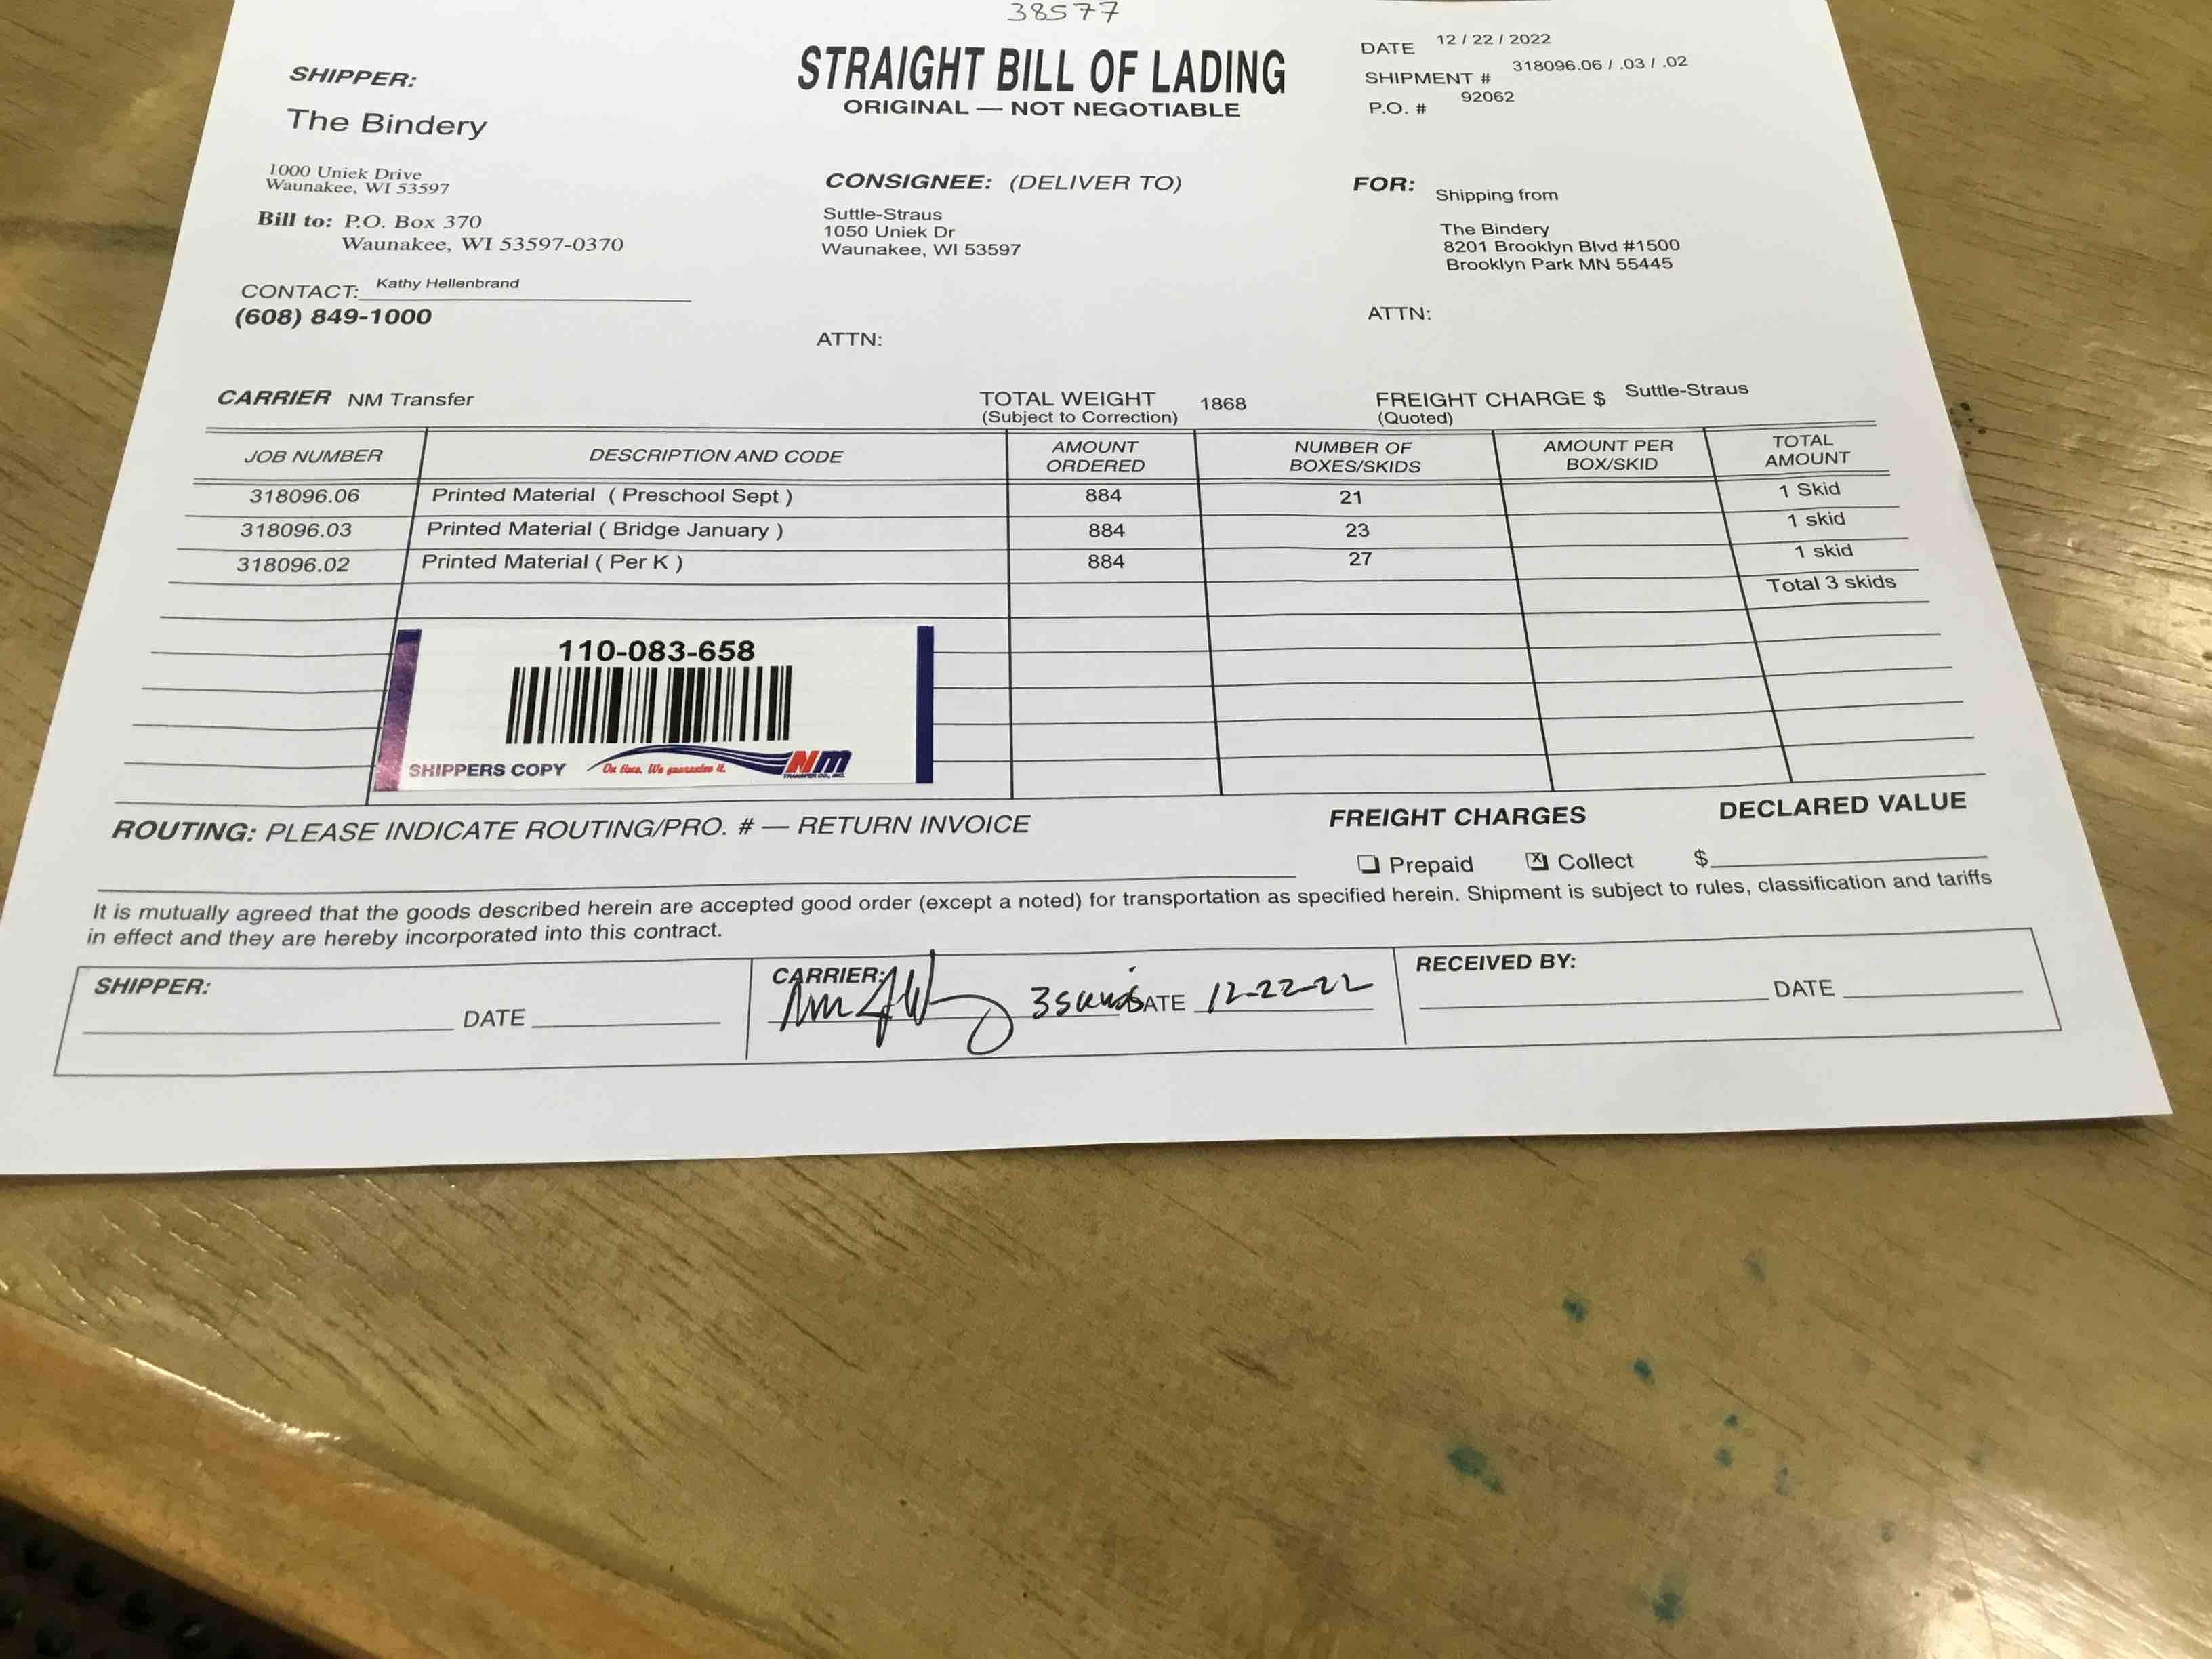 38577
STRAIGHT BILL OF LADING
ORIGINAL — NOT NEGOTIABLE
DATE 12 / 22 / 2022
SHIPMENT # 318096.06 / .03 / .02
P.O. # 92062
SHIPPER:
The Bindery
1000 Uniek Drive
Waunakee, WI 53597
Bill to: P.O. Box 370
Waunakee, WI 53597-0370
CONTACT: Kathy Hellenbrand
(608) 849-1000
CONSIGNEE: (DELIVER TO)
Suttle-Straus
1050 Uniek Dr
Waunakee, WI 53597
ATTN:
FOR: Shipping from
The Bindery
8201 Brooklyn Blvd #1500
Brooklyn Park MN 55445
ATTN:
CARRIER NM Transfer
TOTAL WEIGHT 1868
(Subject to Correction)
FREIGHT CHARGE $ Suttle-Straus
(Quoted)
JOB NUMBER
DESCRIPTION AND CODE
AMOUNT
ORDERED
NUMBER OF
BOXES/SKIDS
AMOUNT PER
BOX/SKID
TOTAL
AMOUNT
318096.06 Printed Material ( Preschool Sept ) 884 21 1 Skid
318096.03 Printed Material ( Bridge January ) 884 23 1 skid
318096.02 Printed Material ( Per K ) 884 27 1 skid
Total 3 skids
110-083-658
SHIPPERS COPY
On time. We guarantee it.
NM
TRANSFER CO., INC.
ROUTING: PLEASE INDICATE ROUTING/PRO. # — RETURN INVOICE
FREIGHT CHARGES
DECLARED VALUE
Prepaid X Collect $
It is mutually agreed that the goods described herein are accepted good order (except a noted) for transportation as specified herein. Shipment is subject to rules, classification and tariffs
in effect and they are hereby incorporated into this contract.
SHIPPER:
DATE
CARRIER:
Nm 3 DATE 12-22-22
RECEIVED BY:
DATE